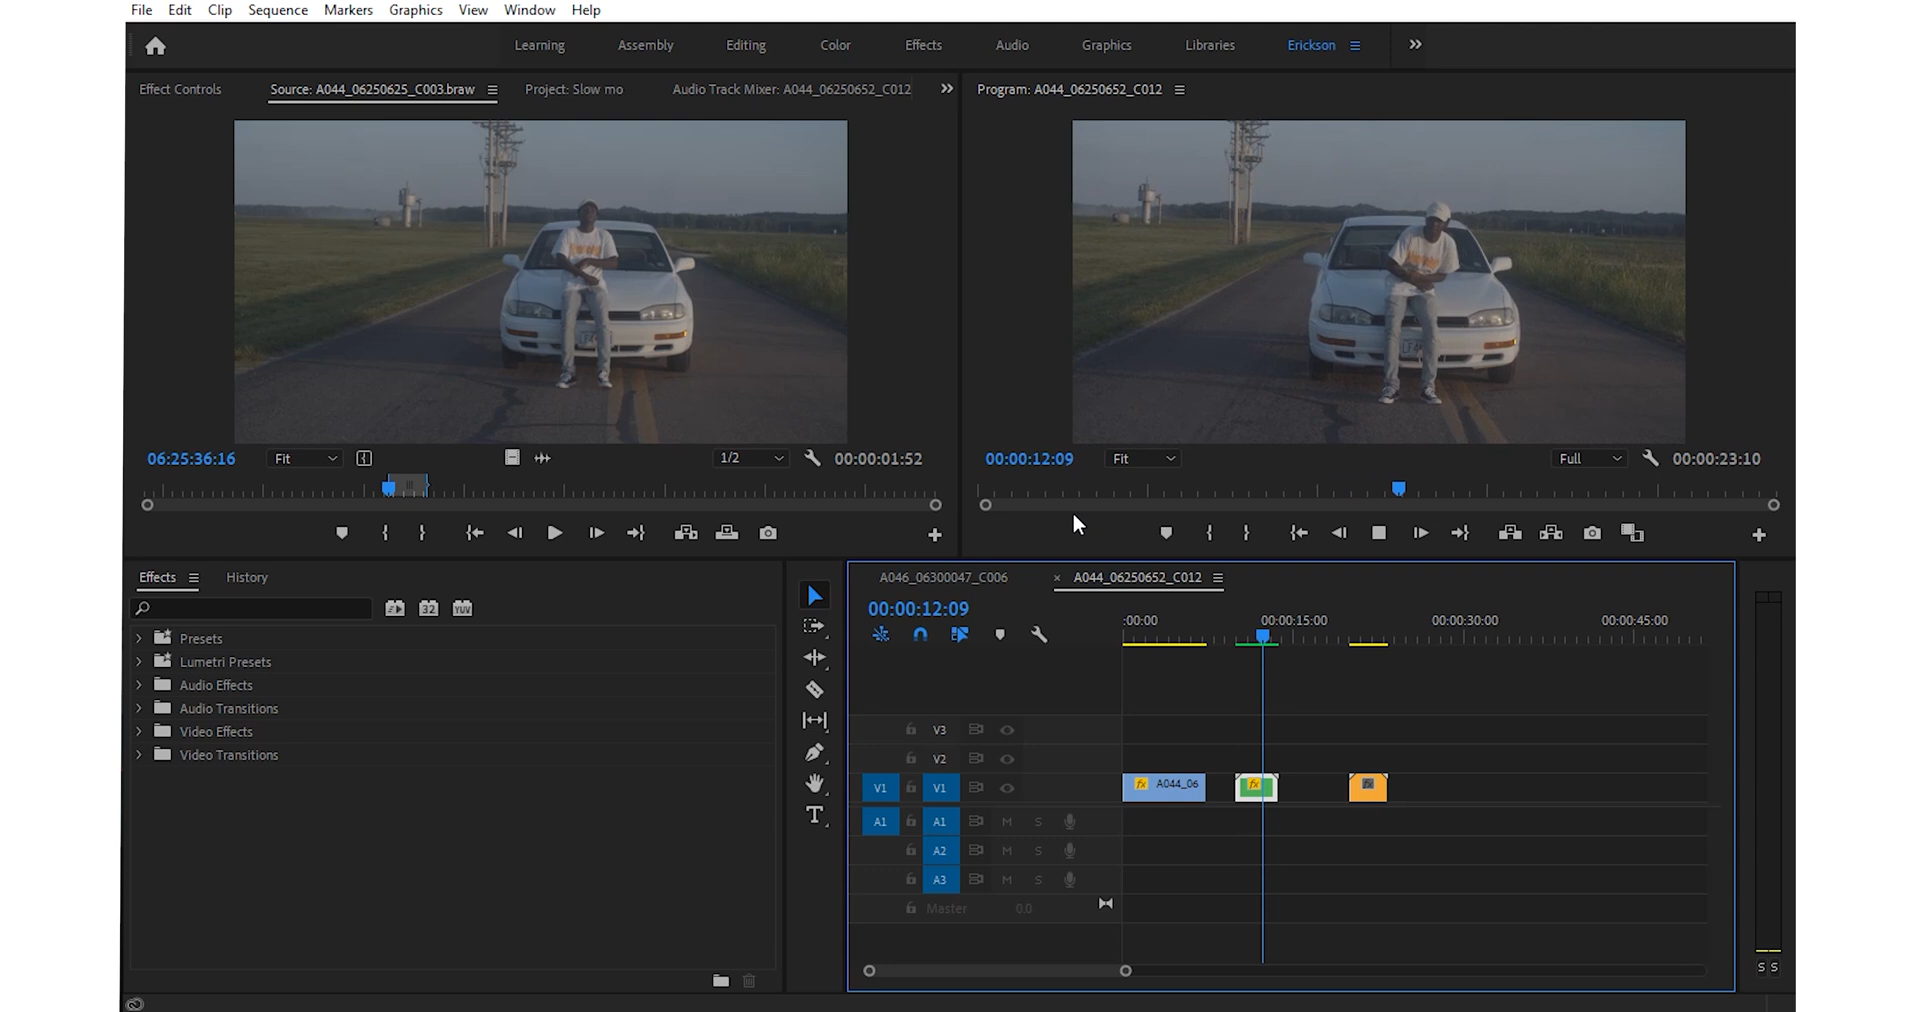 File Edit Clip Sequence Markers Graphics View Window Help
Learning Assembly Editing Color Effects Audio Graphics Libraries Erickson
Effect Controls Source: A044_06250625_C003.braw Project: Slow mo Audio Track Mixer: A044_06250652_C012
Program: A044_06250652_C012
06:25:36:16 Fit 1/2 00:00:01:52
00:00:12:09 Fit Full 00:00:23:10
Effects History
32 YUV
Presets
Lumetri Presets
Audio Effects
Audio Transitions
Video Effects
Video Transitions
T
A046_06300047_C006 × A044_06250652_C012
00:00:12:09
:00:00 00:00:15:00 00:00:30:00 00:00:45:00
V3
V2
V1 V1 fx A044_06 fx fx
A1 A1 M S
A2 M S
A3 M S
Master 0.0
S S